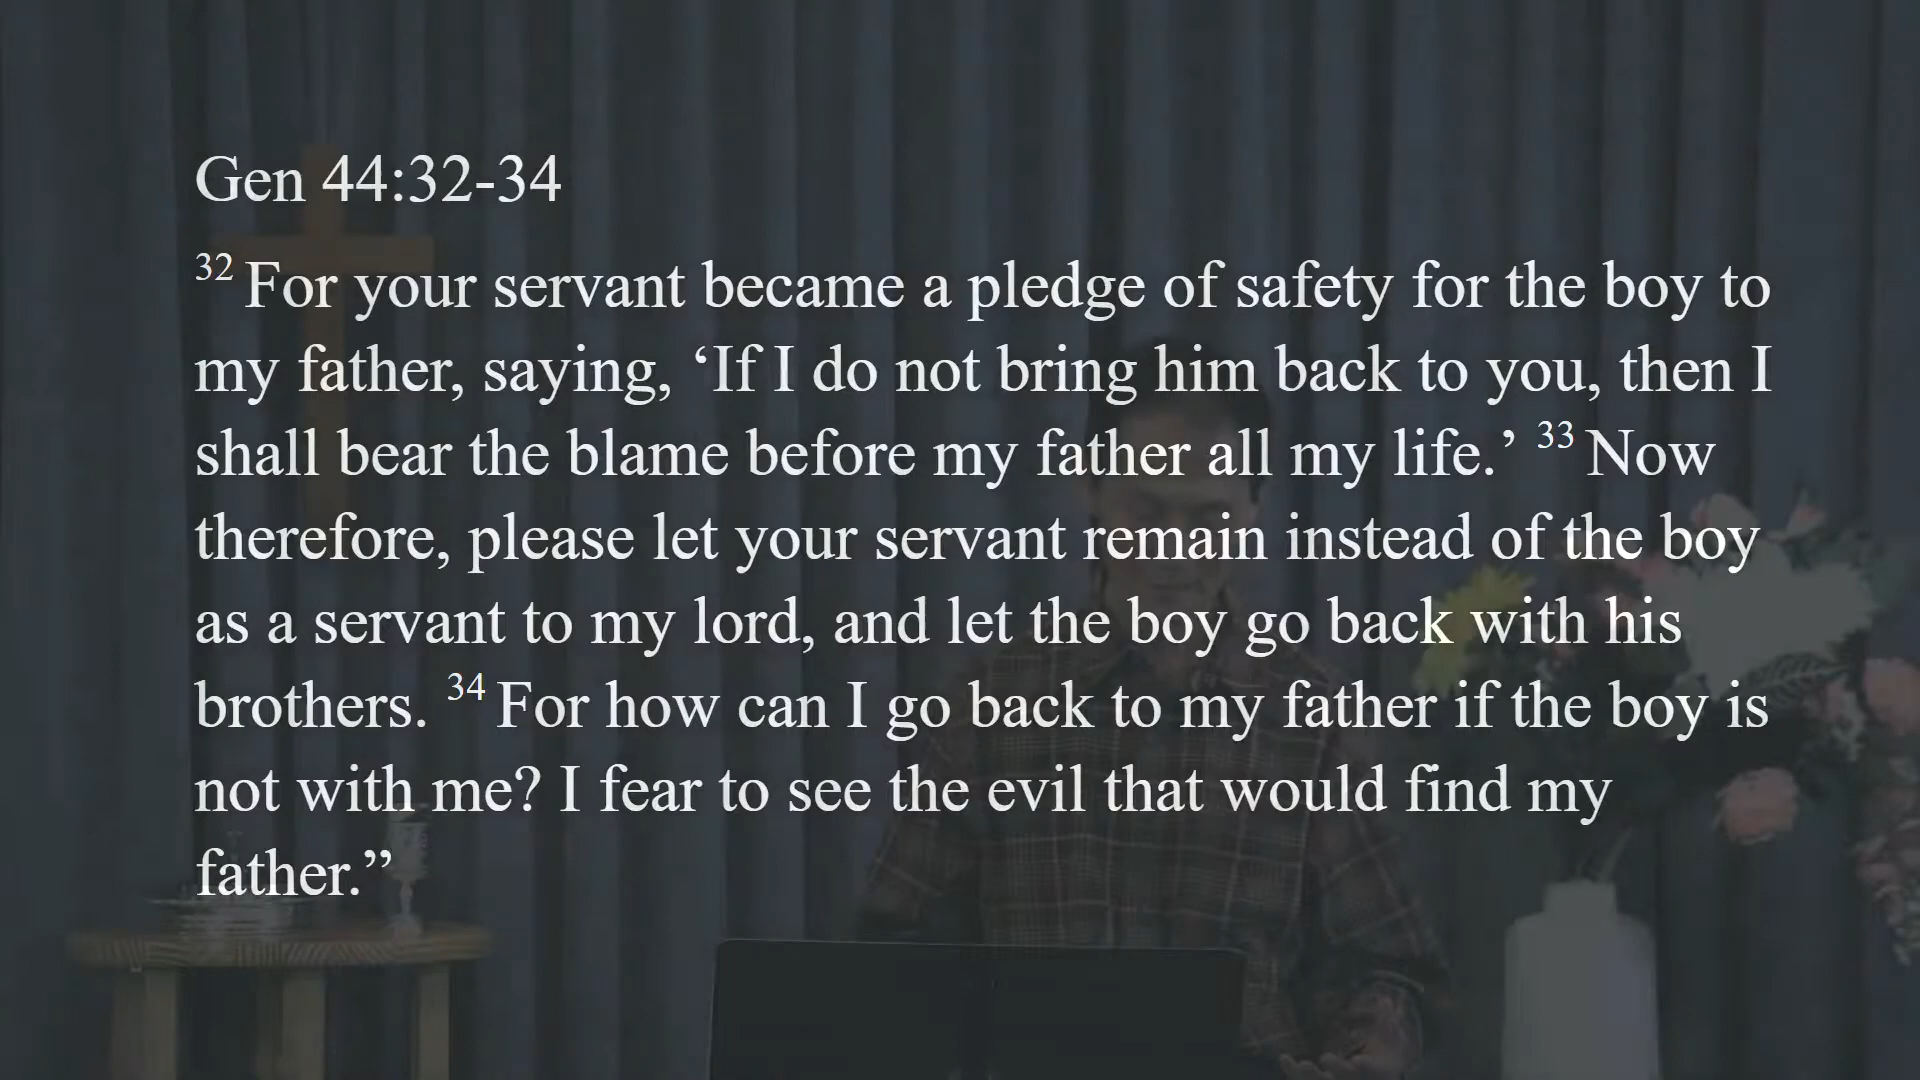 Gen 44:32-34
32 For your servant became a pledge of safety for the boy to
my father, saying, ‘If I do not bring him back to you, then I
shall bear the blame before my father all my life.’ 33 Now
therefore, please let your servant remain instead of the boy
as a servant to my lord, and let the boy go back with his
brothers. 34 For how can I go back to my father if the boy is
not with me? I fear to see the evil that would find my
father.”